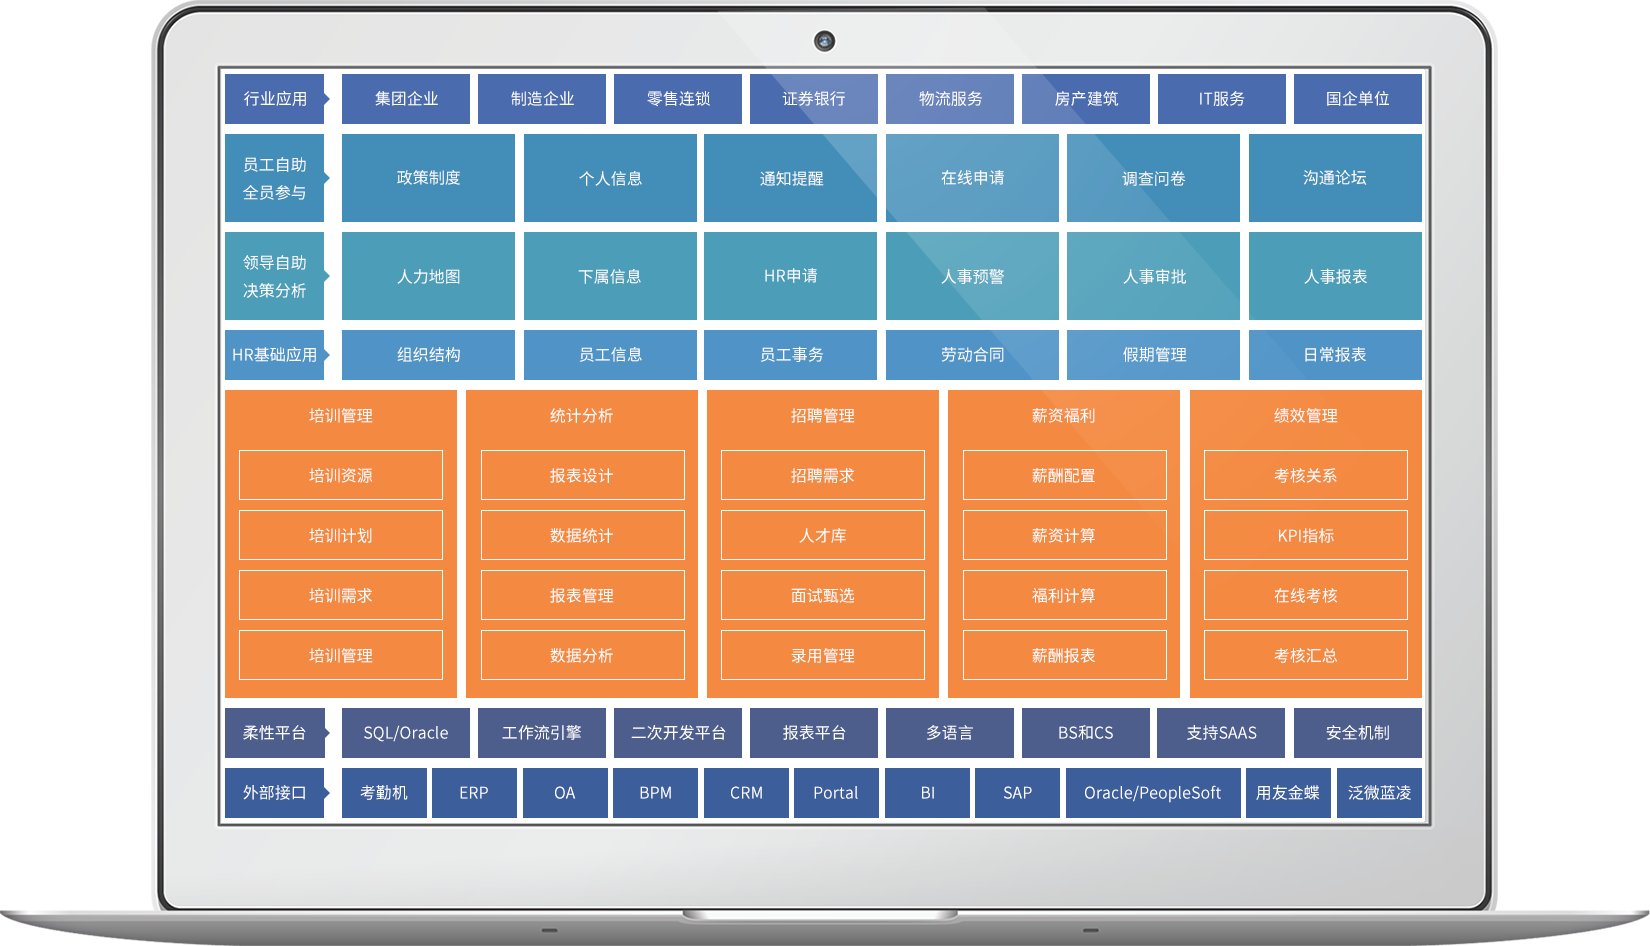 行业应用
集团企业
制造企业
零售连锁
证券银行
物流服务
房产建筑
IT服务
国企单位
员工自助
全员参与
政策制度
个人信息
通知提醒
在线申请
调查问卷
沟通论坛
领导自助
决策分析
人力地图
下属信息
HR申请
人事预警
人事审批
人事报表
HR基础应用
组织结构
员工信息
员工事务
劳动合同
假期管理
日常报表
培训管理
培训资源
培训计划
培训需求
培训管理
统计分析
报表设计
数据统计
报表管理
数据分析
招聘管理
招聘需求
人才库
面试甄选
录用管理
薪资福利
薪酬配置
薪资计算
福利计算
薪酬报表
绩效管理
考核关系
KPI指标
在线考核
考核汇总
柔性平台
SQL/Oracle
工作流引擎
二次开发平台
报表平台
多语言
BS和CS
支持SAAS
安全机制
外部接口
考勤机
ERP
OA
BPM
CRM
Portal
BI
SAP
Oracle/PeopleSoft
用友金蝶
泛微蓝凌